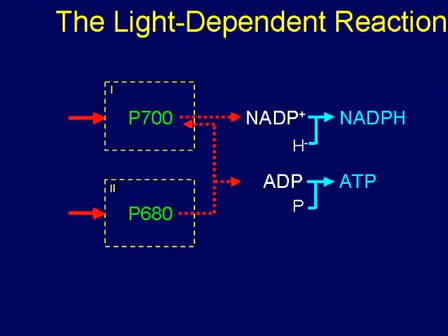 The Light-Dependent Reaction
I
P700
NADP+
NADPH
H-
ADP
ATP
II
P
P680